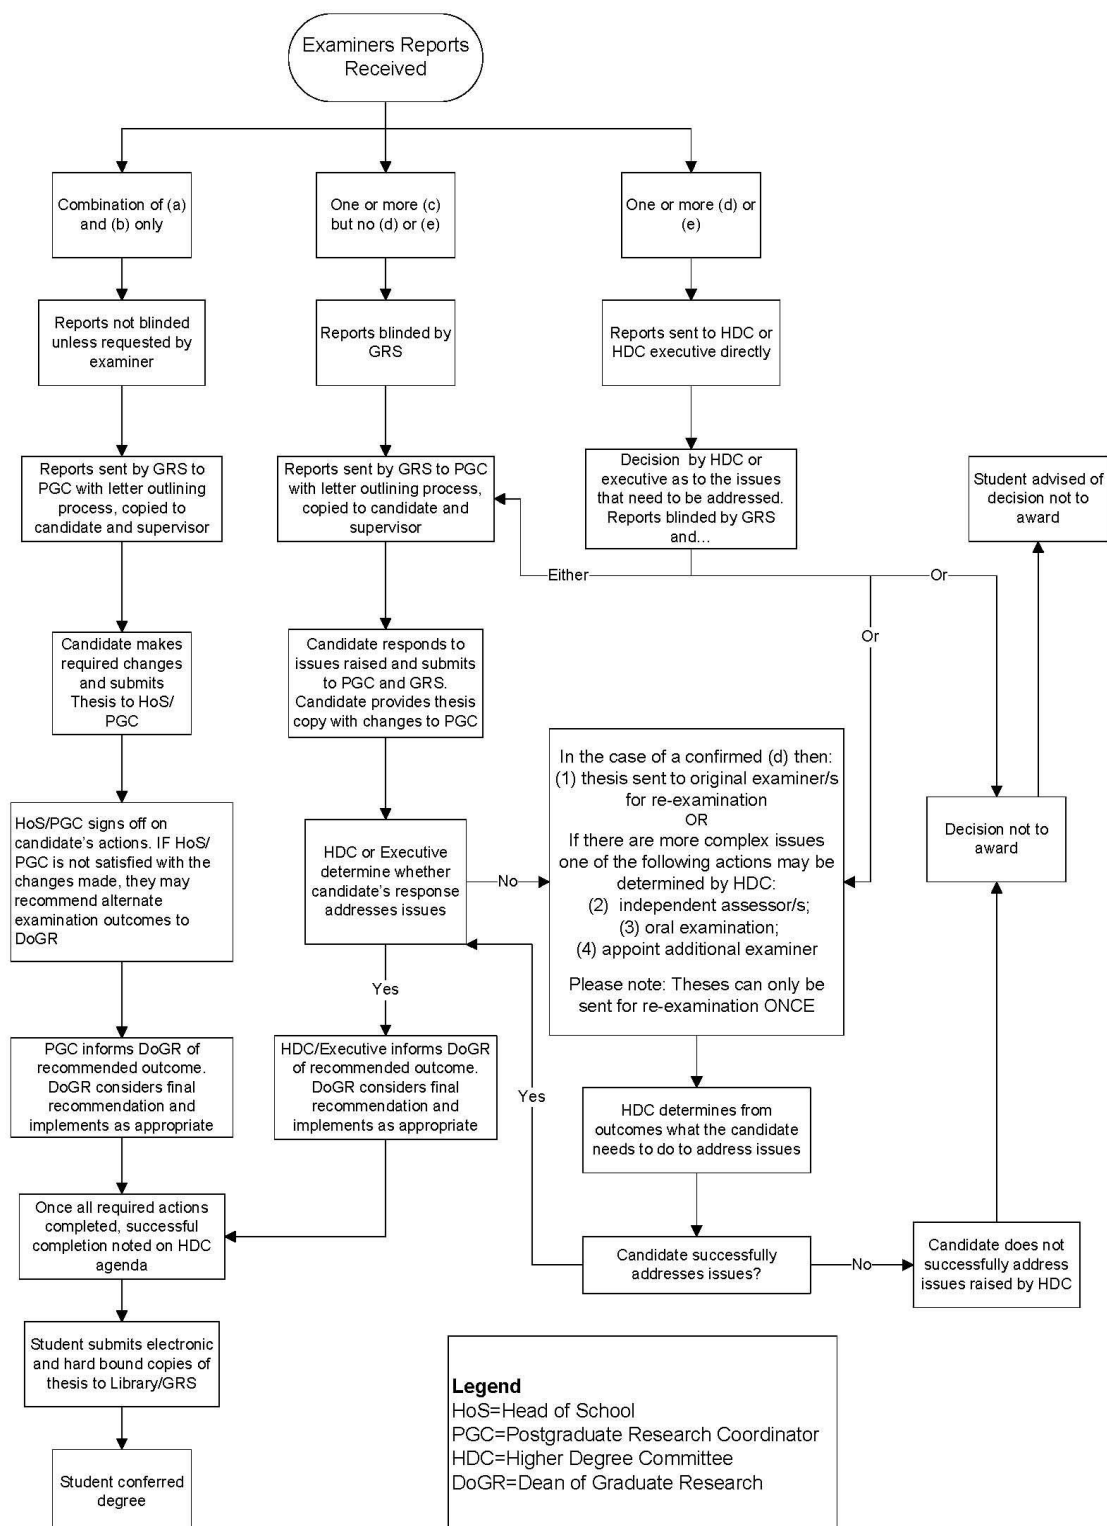 Examiners Reports
Received
Combination of (a)
and (b) only
One or more (c)
but no (d) or (e)
One or more (d) or
(e)
Reports not blinded
unless requested by
examiner
Reports blinded by
GRS
Reports sent to HDC or
HDC executive directly
Reports sent by GRS to
PGC with letter outlining
process, copied to
candidate and supervisor
Reports sent by GRS to PGC
with letter outlining process,
copied to candidate and
supervisor
Decision by HDC or
executive as to the issues
that need to be addressed.
Reports blinded by GRS
and...
Student advised of
decision not to
award
Either
Or
Or
Candidate makes
required changes
and submits
Thesis to HoS/
PGC
Candidate responds to
issues raised and submits
to PGC and GRS.
Candidate provides thesis
copy with changes to PGC
In the case of a confirmed (d) then:
(1) thesis sent to original examiner/s
for re-examination
OR
If there are more complex issues
one of the following actions may be
determined by HDC:
(2) independent assessor/s;
(3) oral examination;
(4) appoint additional examiner
Please note: Theses can only be
sent for re-examination ONCE
Decision not to
award
HoS/PGC signs off on
candidate's actions. IF HoS/
PGC is not satisfied with the
changes made, they may
recommend alternate
examination outcomes to
DoGR
HDC or Executive
determine whether
candidate's response
addresses issues
No
Yes
PGC informs DoGR of
recommended outcome.
DoGR considers final
recommendation and
implements as appropriate
HDC/Executive informs DoGR
of recommended outcome.
DoGR considers final
recommendation and
implements as appropriate
Yes
HDC determines from
outcomes what the candidate
needs to do to address issues
Once all required actions
completed, successful
completion noted on HDC
agenda
Candidate successfully
addresses issues?
No
Candidate does not
successfully address
issues raised by HDC
Student submits electronic
and hard bound copies of
thesis to Library/GRS
Student conferred
degree
Legend
HoS=Head of School
PGC=Postgraduate Research Coordinator
HDC=Higher Degree Committee
DoGR=Dean of Graduate Research